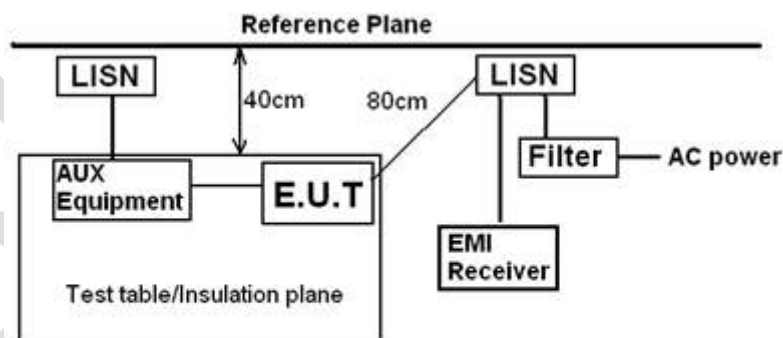 Reference Plane
LISN
40cm
80cm
LISN
Filter
AC power
AUX
Equipment
E.U.T
EMI
Receiver
Test table/Insulation plane